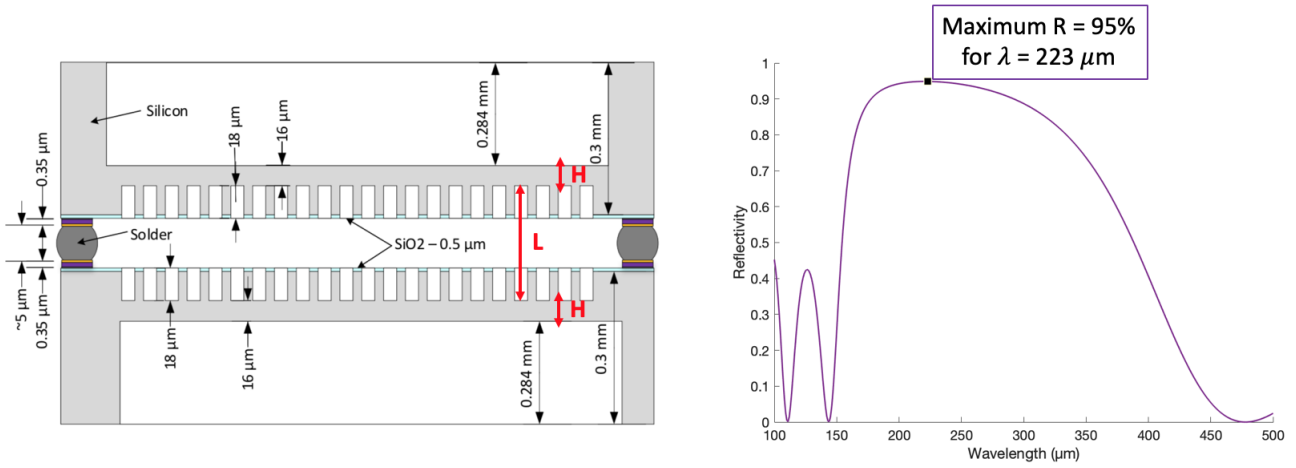 Maximum R = 95%
for λ = 223 μm
Silicon
18 μm
16 μm
0.284 mm
0.3 mm
H
0.35 μm
Solder
SiO2 – 0.5 μm
L
~5 μm
0.35 μm
18 μm
16 μm
0.284 mm
0.3 mm
H
Reflectivity
1
0.9
0.8
0.7
0.6
0.5
0.4
0.3
0.2
0.1
0
100
150
200
250
300
350
400
450
500
Wavelength (μm)